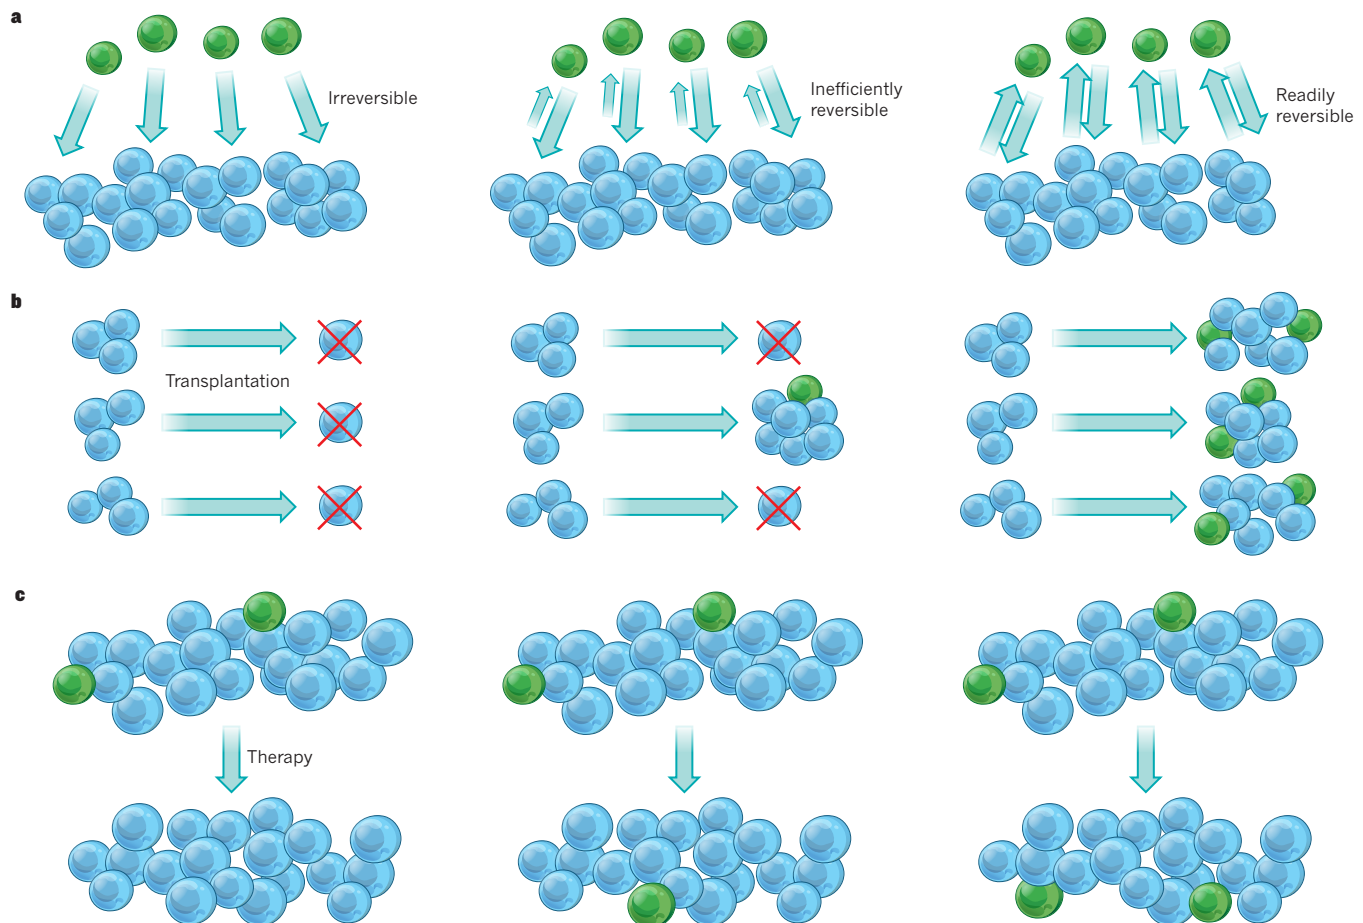 a
Irreversible
Inefficiently
reversible
Readily
reversible
b
Transplantation
c
Therapy